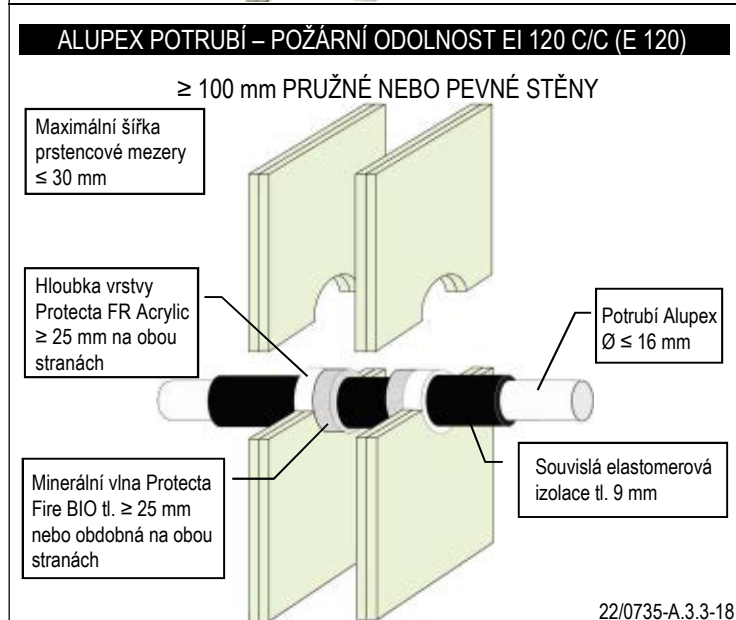 ALUPEX POTRUBÍ – POŽÁRNÍ ODOLNOST EI 120 C/C (E 120)
≥ 100 mm PRUŽNÉ NEBO PEVNÉ STĚNY
Maximální šířka
prstencové mezery
≤ 30 mm
Hloubka vrstvy
Protecta FR Acrylic
≥ 25 mm na obou
stranách
Potrubí Alupex
Ø ≤ 16 mm
Minerální vlna Protecta
Fire BIO tl. ≥ 25 mm
nebo obdobná na obou
stranách
Souvislá elastomerová
izolace tl. 9 mm
22/0735-A.3.3-18